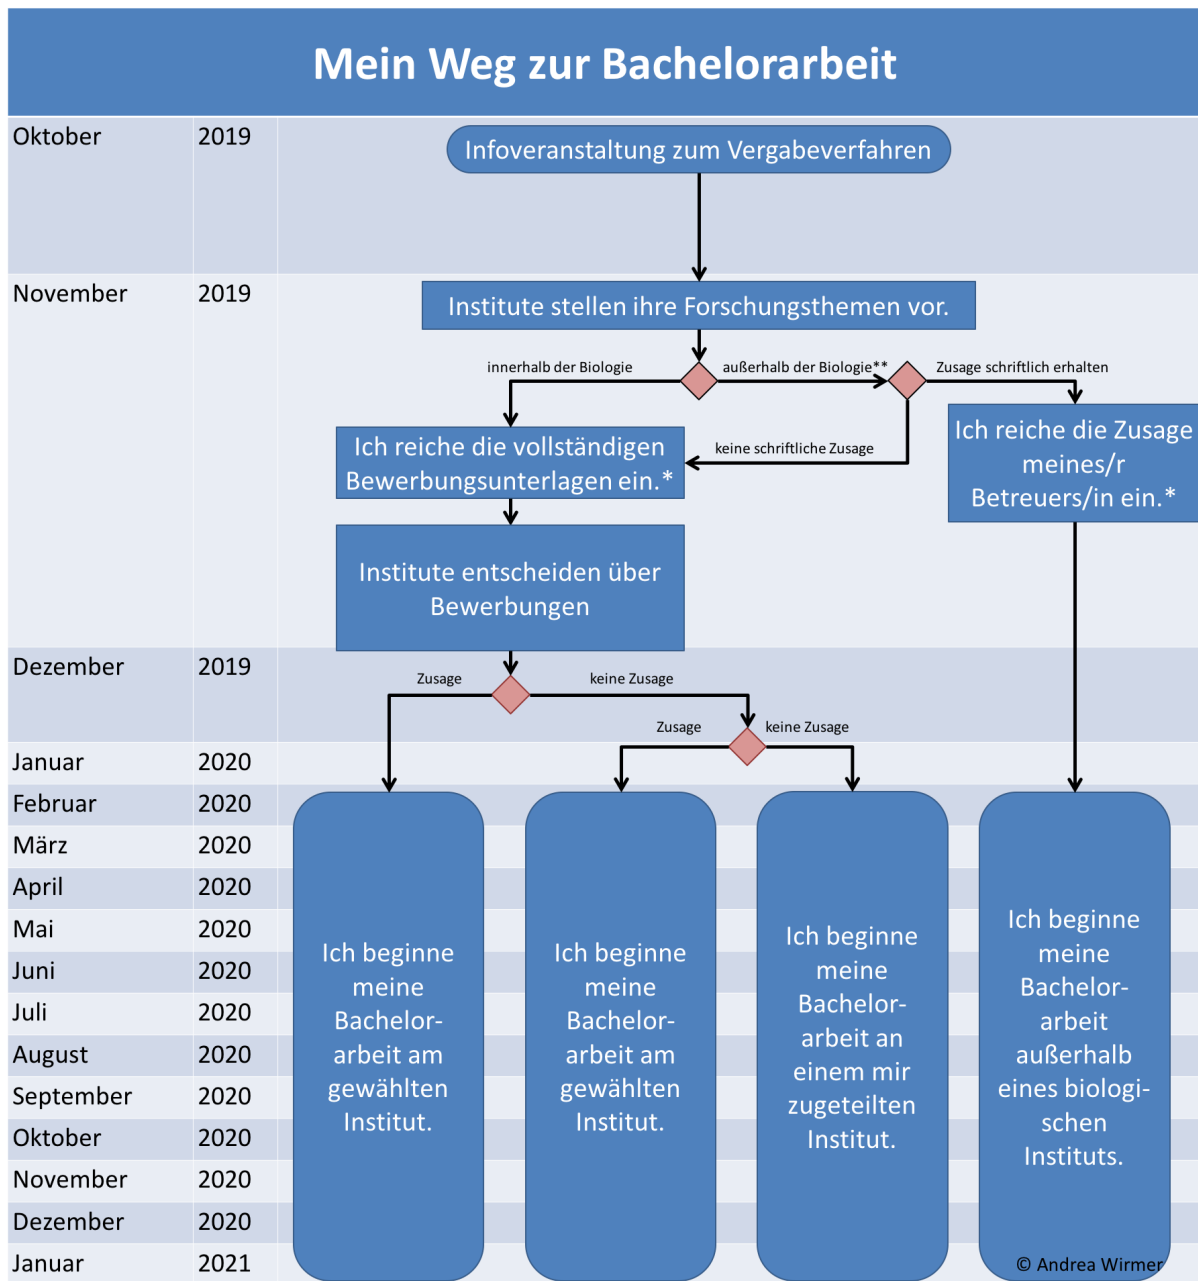 Mein Weg zur Bachelorarbeit
Oktober 2019
Infoveranstaltung zum Vergabeverfahren
November 2019
Institute stellen ihre Forschungsthemen vor.
innerhalb der Biologie
außerhalb der Biologie**
Zusage schriftlich erhalten
Ich reiche die vollständigen
Bewerbungsunterlagen ein.*
keine schriftliche Zusage
Ich reiche die Zusage
meines/r
Betreuers/in ein.*
Institute entscheiden über
Bewerbungen
Dezember 2019
Zusage
keine Zusage
Zusage
keine Zusage
Januar 2020
Februar 2020
März 2020
April 2020
Mai 2020
Juni 2020
Juli 2020
August 2020
September 2020
Oktober 2020
November 2020
Dezember 2020
Januar 2021
Ich beginne
meine
Bachelor-
arbeit am
gewählten
Institut.
Ich beginne
meine
Bachelor-
arbeit am
gewählten
Institut.
Ich beginne
meine
Bachelor-
arbeit an
einem mir
zugeteilten
Institut.
Ich beginne
meine
Bachelor-
arbeit
außerhalb
eines biologi-
schen
Instituts.
© Andrea Wirmer